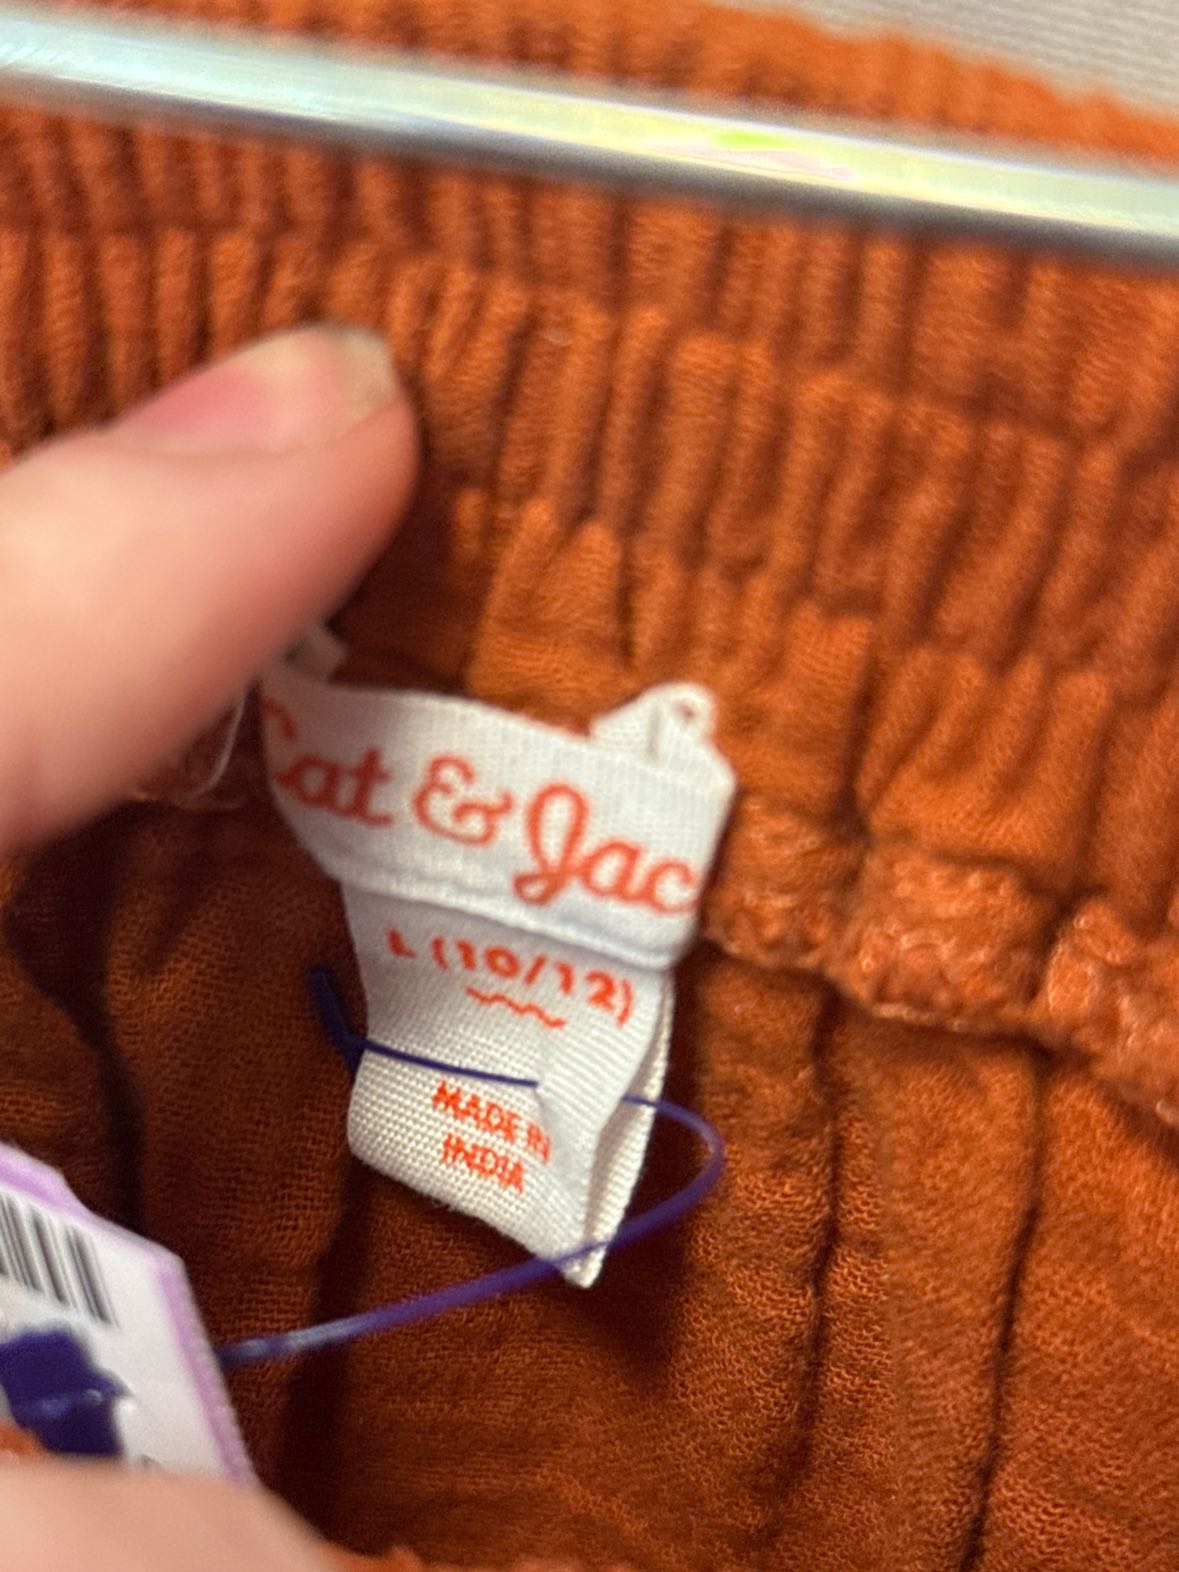 Cat & Jac
L (10/12)
MADE IN
INDIA